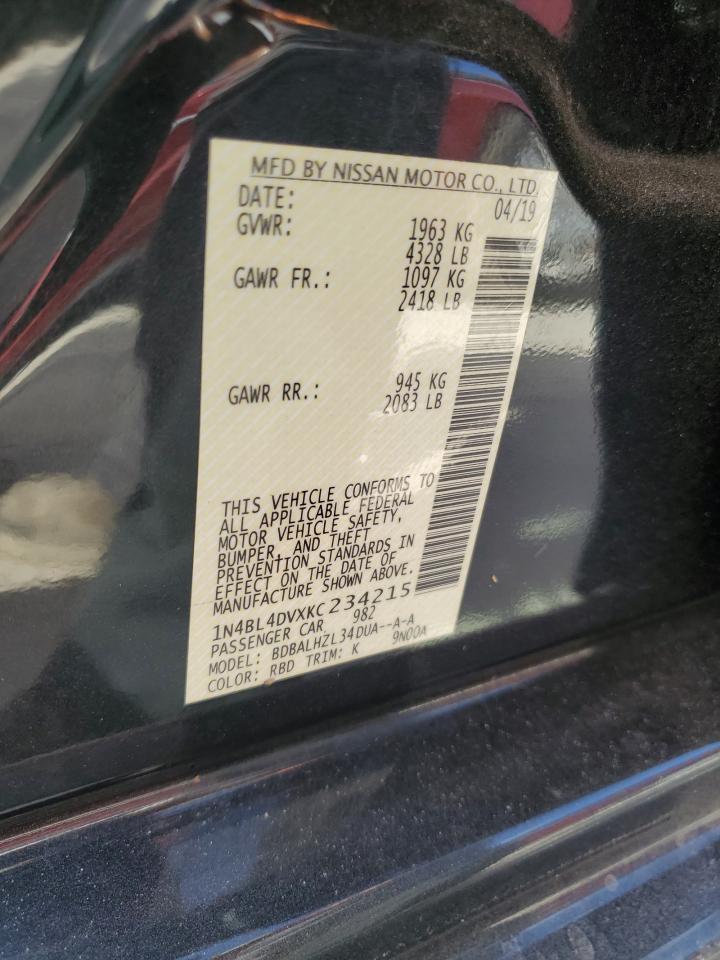 MFD BY NISSAN MOTOR CO., LTD.
DATE: 04/19
GVWR: 1963 KG
4328 LB
GAWR FR.: 1097 KG
2418 LB
GAWR RR.: 945 KG
2083 LB
THIS VEHICLE CONFORMS TO
ALL APPLICABLE FEDERAL
MOTOR VEHICLE SAFETY,
BUMPER, AND THEFT
PREVENTION STANDARDS IN
EFFECT ON THE DATE OF
MANUFACTURE SHOWN ABOVE.
1N4BL4DVXKC234215
PASSENGER CAR 982
MODEL: BDBALHZL34DUA--A-A
COLOR: RBD TRIM: K 9N00A